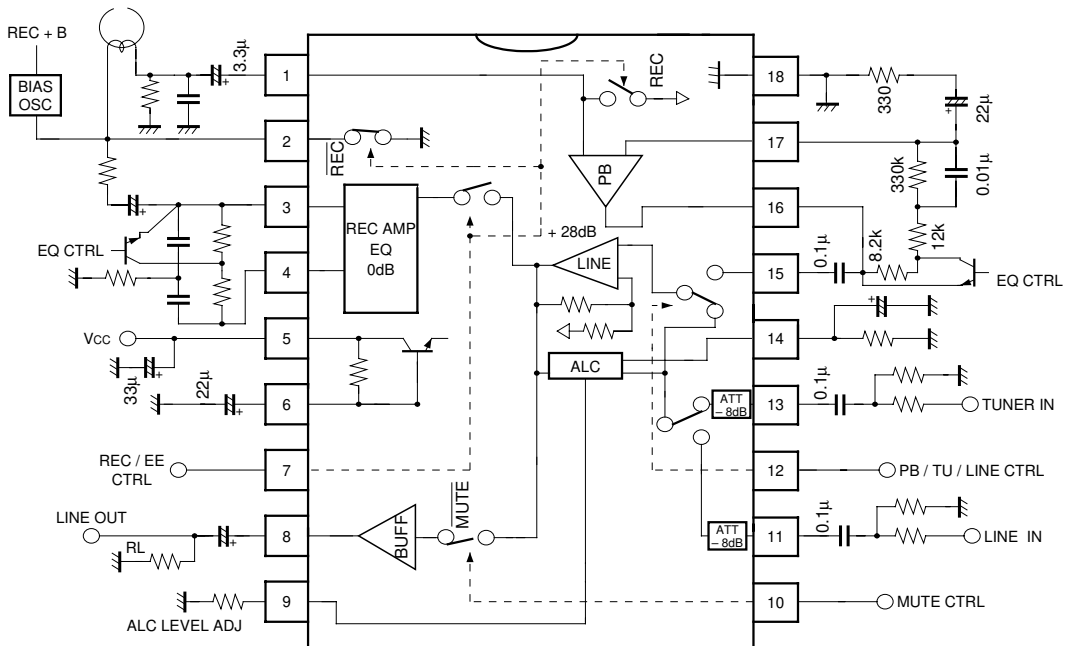 REC + B
BIAS
OSC
3.3μ
1
REC
18
330
22μ
2
REC
PB
17
330k
0.01μ
3
EQ CTRL
REC AMP
EQ
0dB
+ 28dB
16
12k
8.2k
0.1μ
4
LINE
15
EQ CTRL
VCC
5
14
33μ
22μ
6
ALC
ATT
– 8dB
13
0.1μ
TUNER IN
REC / EE
CTRL
7
12
PB / TU / LINE CTRL
LINE OUT
RL
8
BUFF
MUTE
ATT
– 8dB
11
0.1μ
LINE IN
9
ALC LEVEL ADJ
10
MUTE CTRL